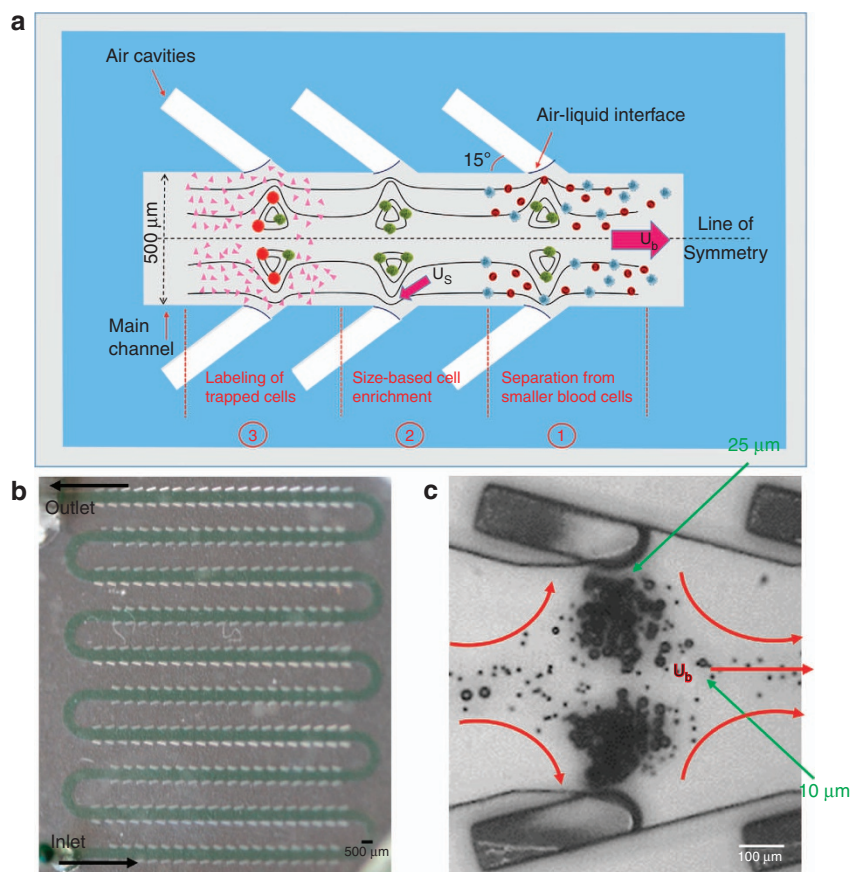 a
Air cavities
Air-liquid interface
15°
500 µm
U_b
Line of
Symmetry
U_S
Main
channel
Labeling of
trapped cells
Size-based cell
enrichment
Separation from
smaller blood cells
3
2
1
b
Outlet
Inlet
500 µm
c
25 µm
U_b
10 µm
100 µm